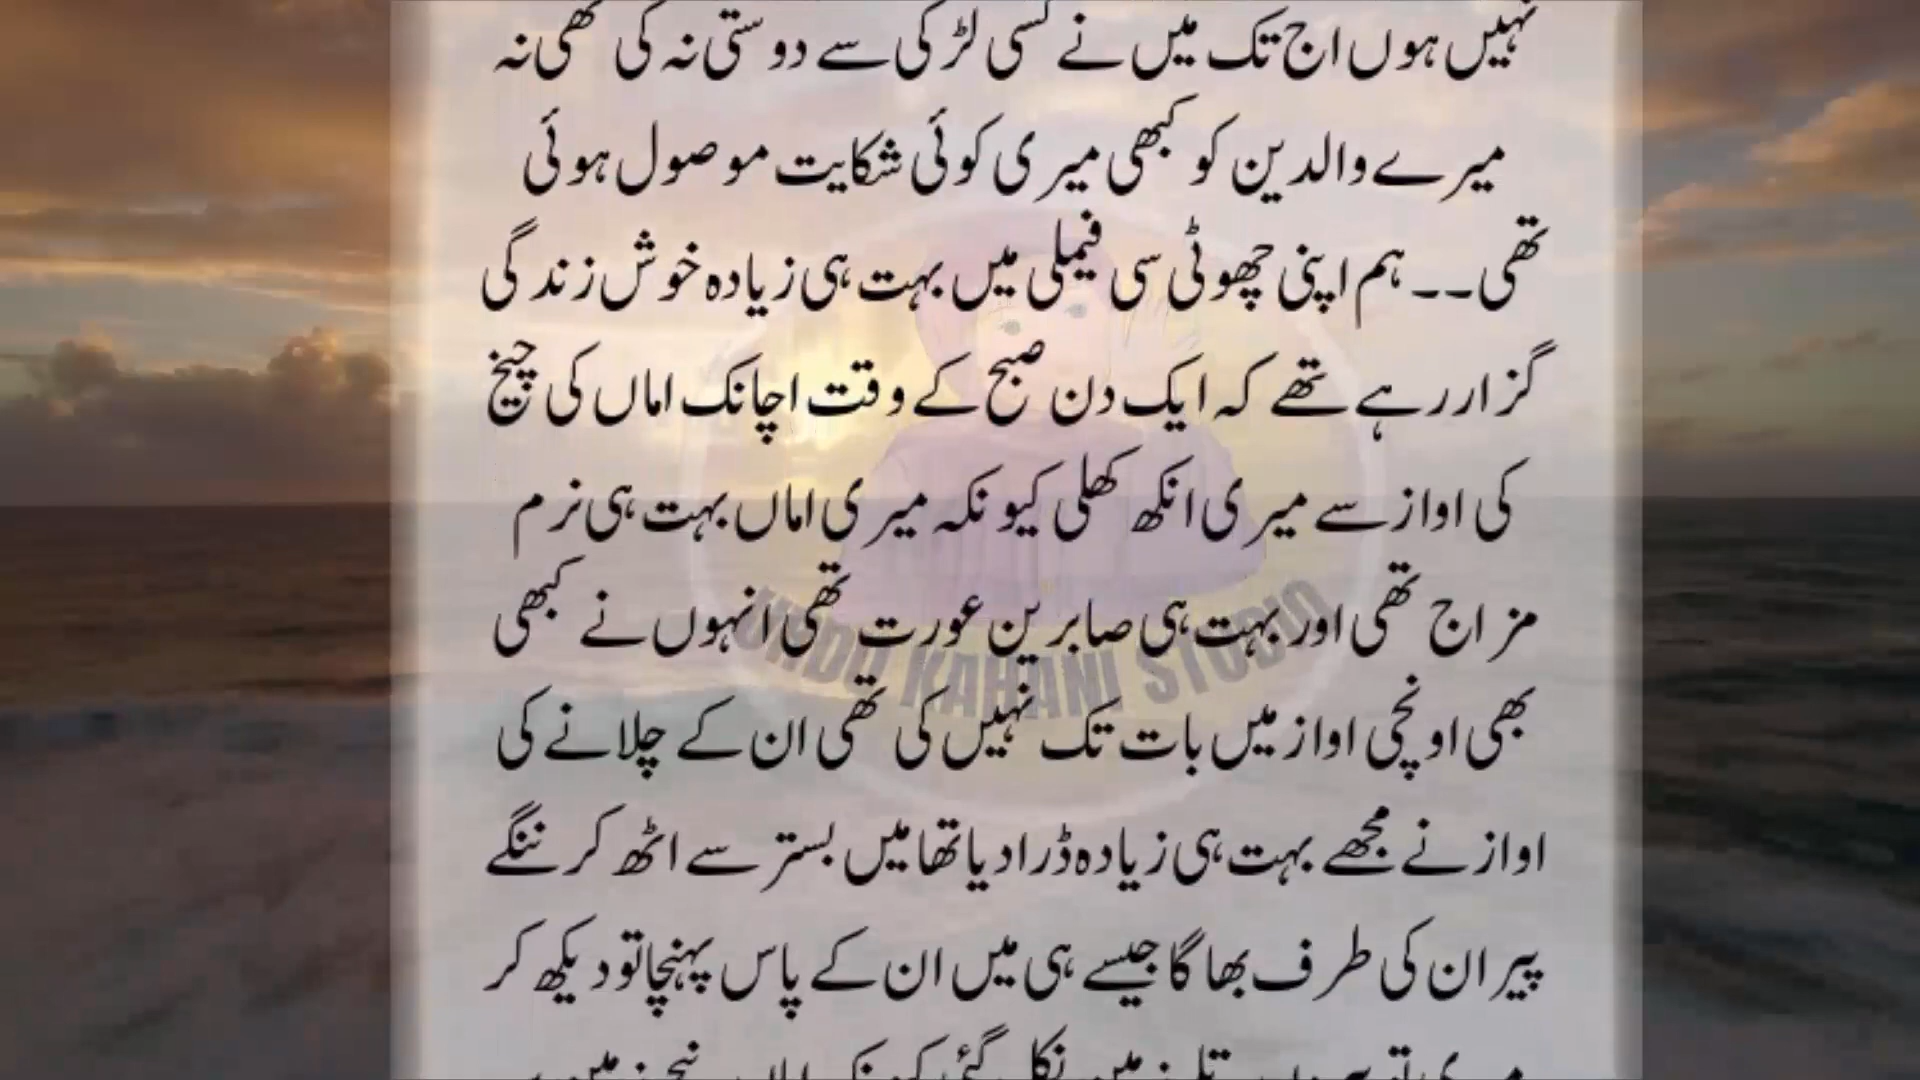 نہیں ہوں اج تک میں نے کسی لڑکی سے دوستی نہ کی تھی نہ
میرے والدین کو کبھی میری کوئی شکایت موصول ہوئی
تھی۔۔ ہم اپنی چھوٹی سی فیملی میں بہت ہی زیادہ خوش زندگی
گزار رہے تھے کہ ایک دن صبح کے وقت اچانک اماں کی چیخ
کی اواز سے میری انکھ کھلی کیونکہ میری اماں بہت ہی نرم
مزاج تھی اور بہت ہی صابرین عورت تھی انہوں نے کبھی
بھی اونچی اواز میں بات تک نہیں کی تھی ان کے چلانے کی
اواز نے مجھے بہت ہی زیادہ ڈرا دیا تھا میں بستر سے اٹھ کر ننگے
پیر ان کی طرف بھاگا جیسے ہی میں ان کے پاس پہنچا تو دیکھ کر
URDU KAHANI STUDIO